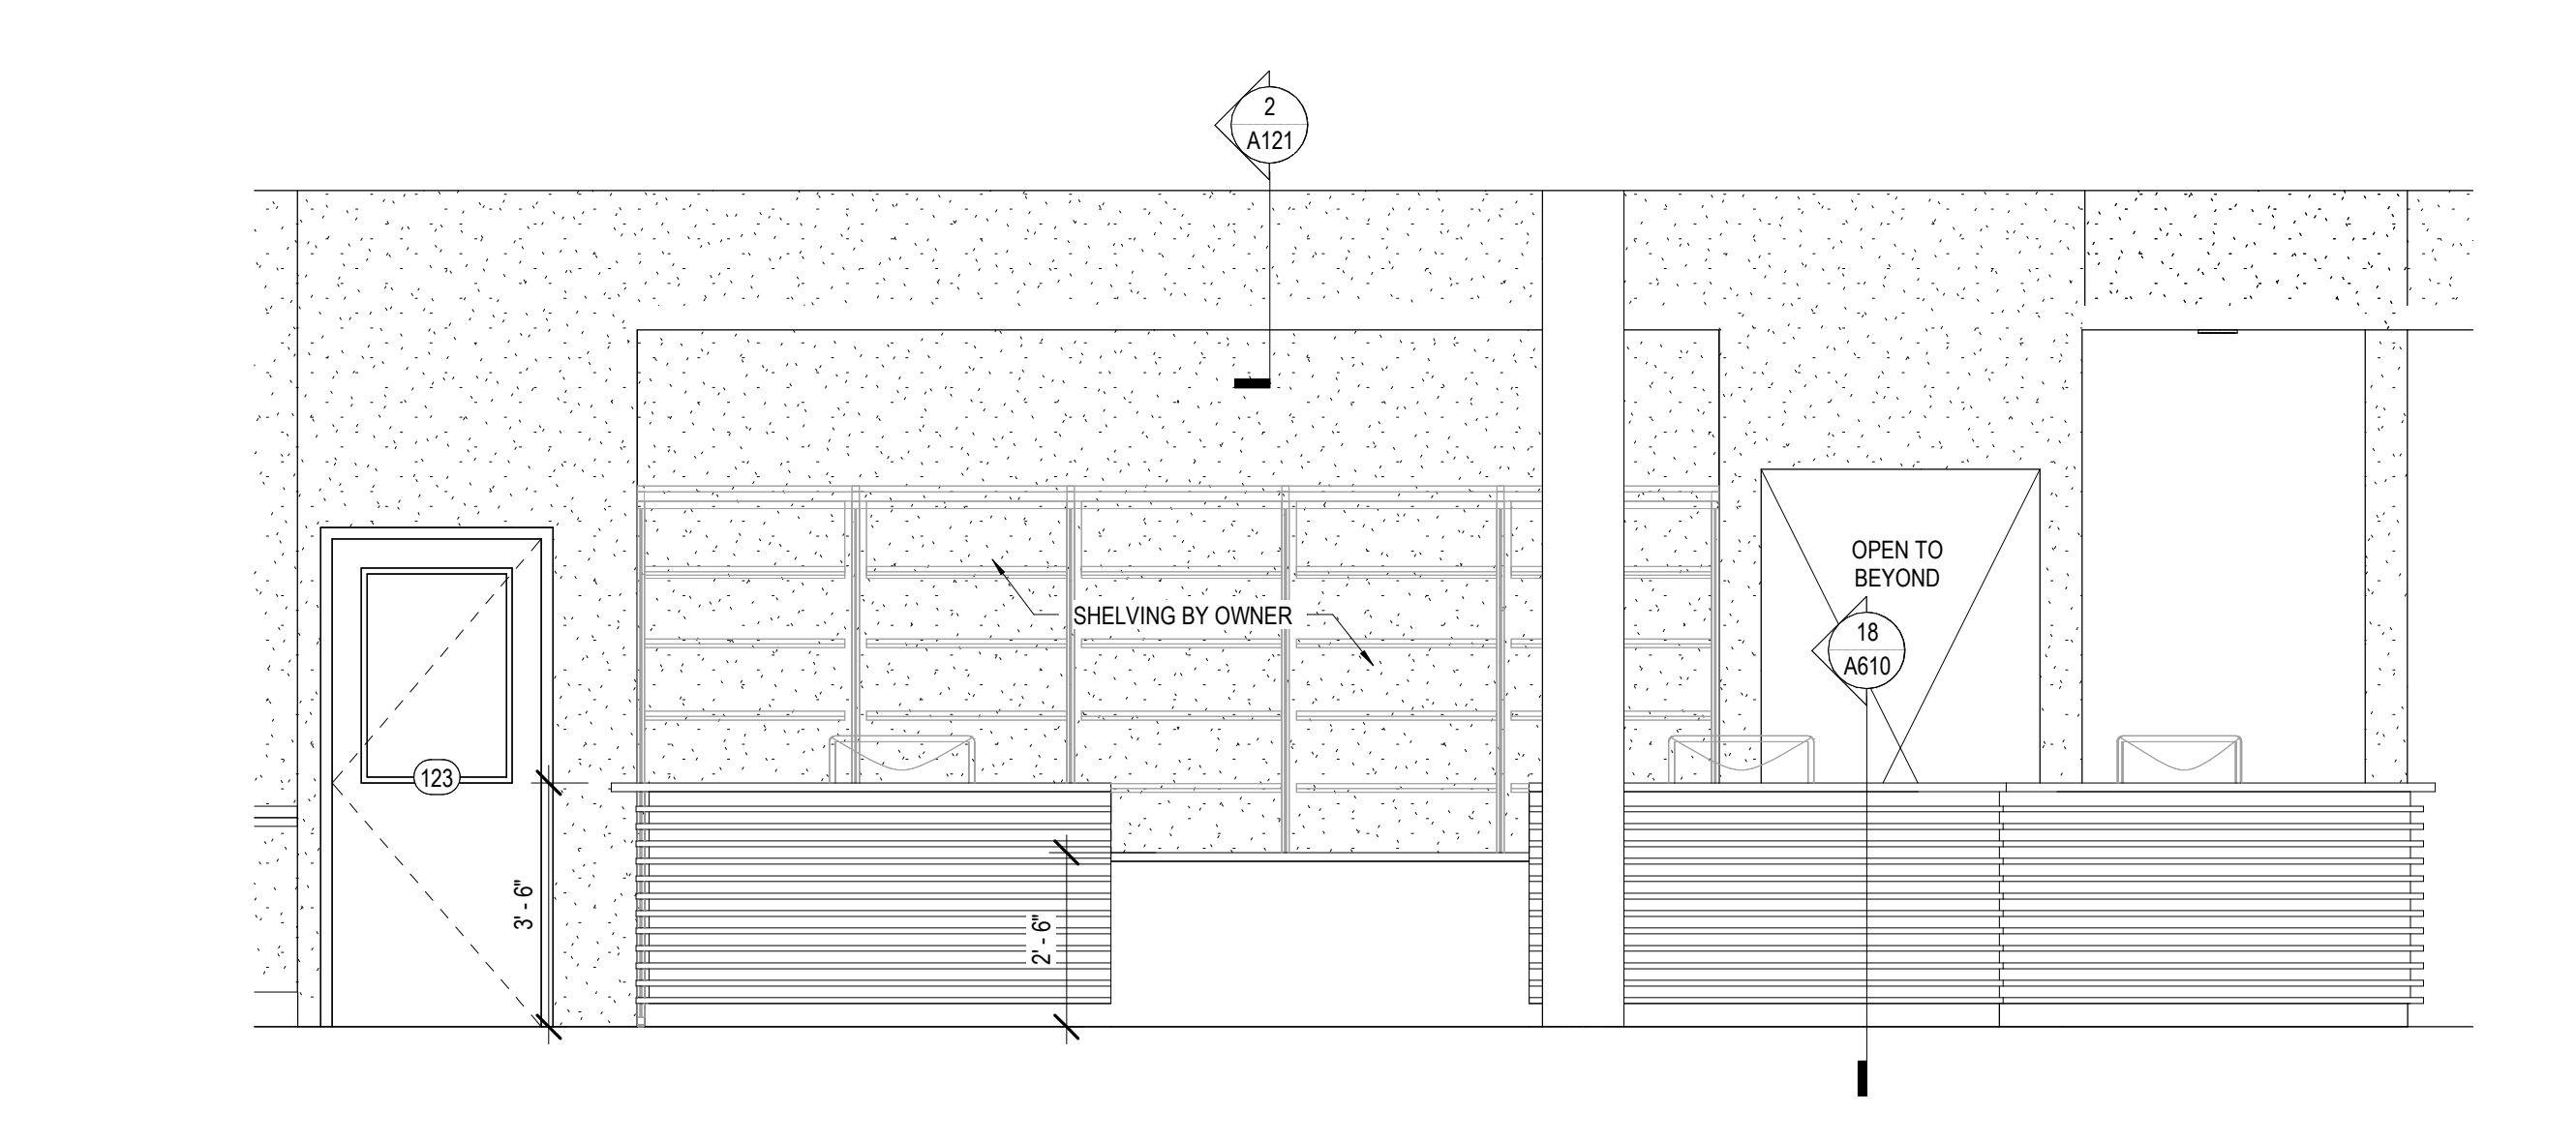 2
A121
OPEN TO
BEYOND
SHELVING BY OWNER
18
A610
123
3' - 6"
2' - 6"